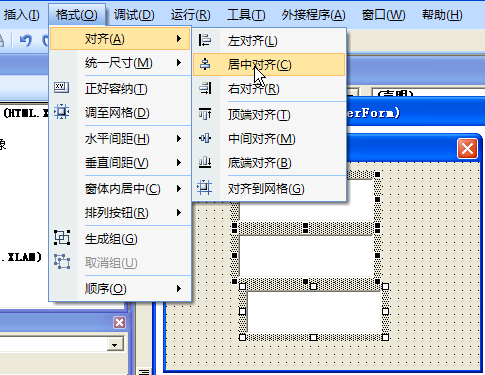 插入(I) 格式(O) 调试(D) 运行(R) 工具(T) 外接程序(A) 窗口(W) 帮助(H)
对齐(A)
统一尺寸(M)
正好容纳(T)
调至网格(D)
水平间距(H)
垂直间距(V)
窗体内居中(C)
排列按钮(R)
生成组(G)
取消组(U)
顺序(O)
左对齐(L)
居中对齐(C)
右对齐(R)
顶端对齐(T)
中间对齐(M)
底端对齐(B)
对齐到网格(G)
(HTML.X
象
.XLAM)
(声明)
erForm)